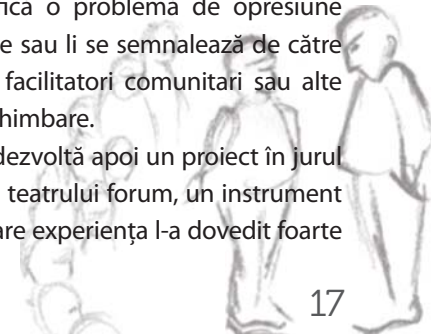 fică o problemă de opresiune
e sau li se semnalează de către
facilitatori comunitari sau alte
himbare.
dezvoltă apoi un proiect în jurul
teatrului forum, un instrument
are experiența l-a dovedit foarte
17